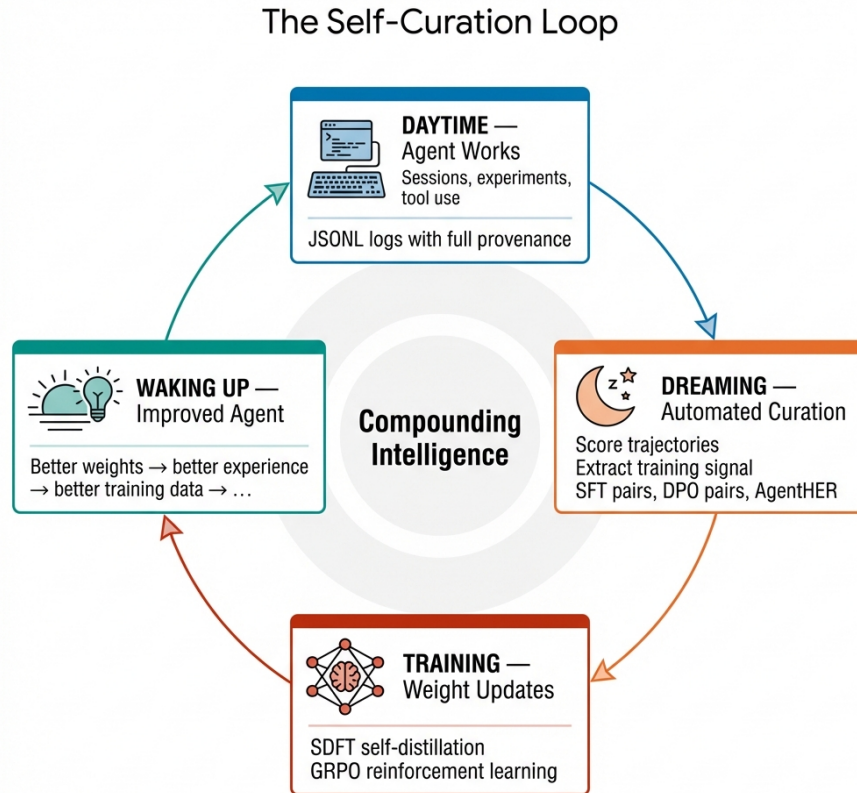 The Self-Curation Loop
DAYTIME —
Agent Works
Sessions, experiments,
tool use
JSONL logs with full provenance
WAKING UP —
Improved Agent
Better weights → better experience
→ better training data → …
Compounding
Intelligence
DREAMING —
Automated Curation
Score trajectories
Extract training signal
SFT pairs, DPO pairs, AgentHER
z
TRAINING —
Weight Updates
SDFT self-distillation
GRPO reinforcement learning